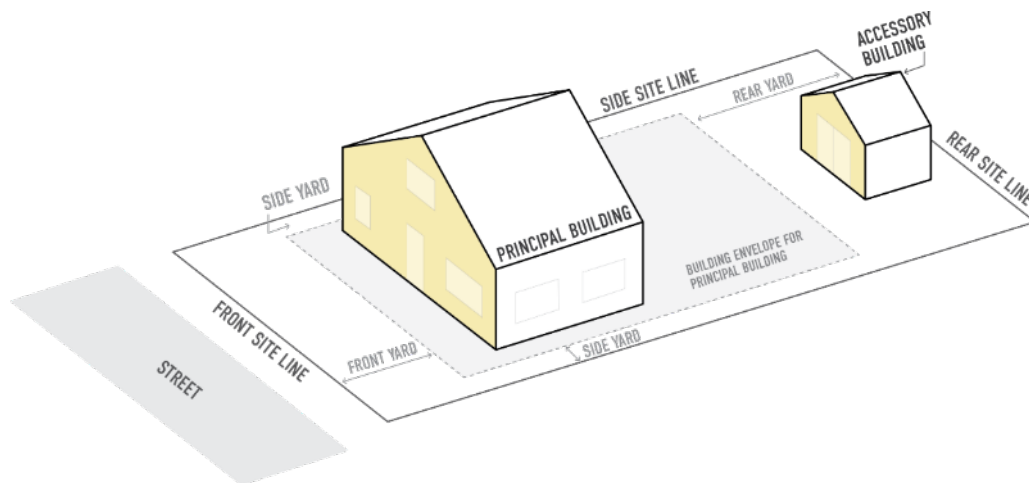 ACCESSORY
BUILDING
SIDE SITE LINE
REAR YARD
REAR SITE LINE
SIDE YARD
PRINCIPAL BUILDING
BUILDING ENVELOPE FOR
PRINCIPAL BUILDING
FRONT SITE LINE
FRONT YARD
SIDE YARD
STREET